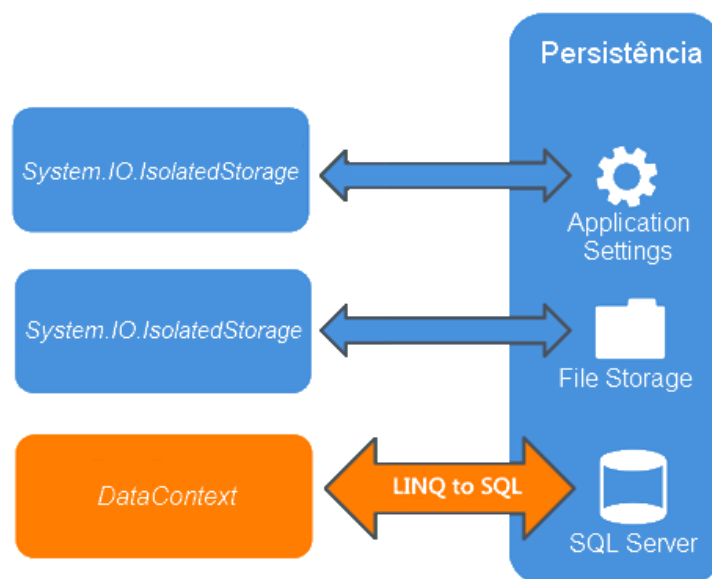 Persistência
System.IO.IsolatedStorage
Application
Settings
System.IO.IsolatedStorage
File Storage
DataContext
LINQ to SQL
SQL Server